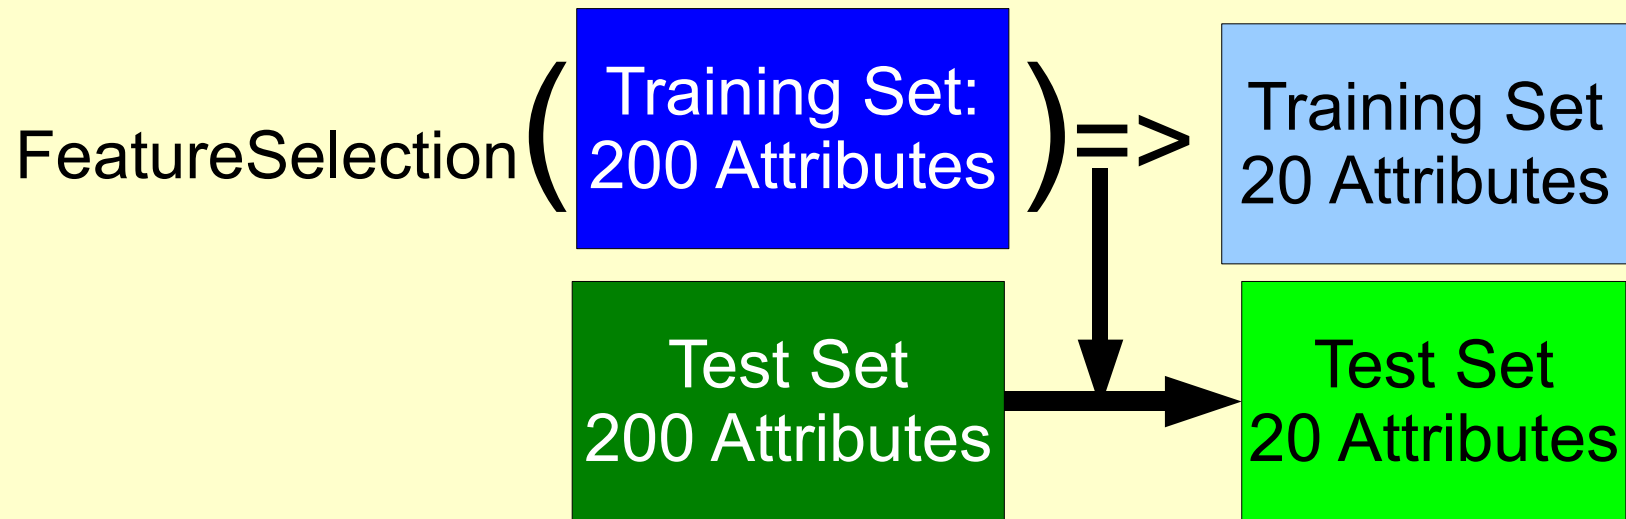 FeatureSelection( Training Set: )=> Training Set
200 Attributes 20 Attributes
Test Set Test Set
200 Attributes 20 Attributes